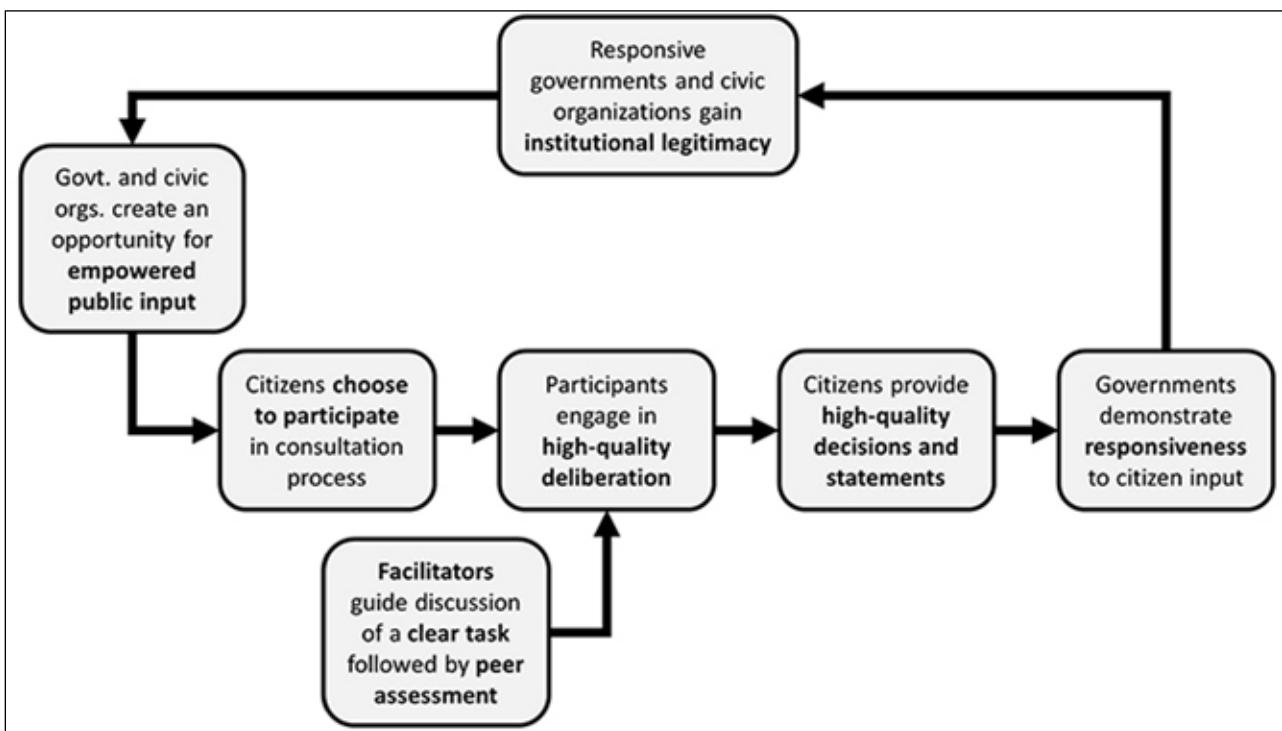 Responsive
governments and civic
organizations gain
institutional legitimacy
Govt. and civic
orgs. create an
opportunity for
empowered
public input
Citizens choose
to participate
in consultation
process
Participants
engage in
high-quality
deliberation
Citizens provide
high-quality
decisions and
statements
Governments
demonstrate
responsiveness
to citizen input
Facilitators
guide discussion
of a clear task
followed by peer
assessment